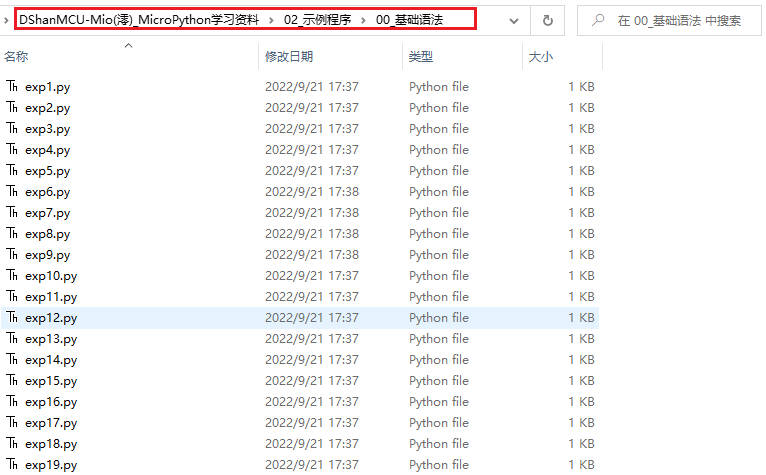 DShanMCU-Mio(澪)_MicroPython学习资料 > 02_示例程序 > 00_基础语法 在 00_基础语法 中搜索
名称 修改日期 类型 大小
exp1.py 2022/9/21 17:37 Python file 1 KB
exp2.py 2022/9/21 17:37 Python file 1 KB
exp3.py 2022/9/21 17:37 Python file 1 KB
exp4.py 2022/9/21 17:37 Python file 1 KB
exp5.py 2022/9/21 17:37 Python file 1 KB
exp6.py 2022/9/21 17:38 Python file 1 KB
exp7.py 2022/9/21 17:38 Python file 1 KB
exp8.py 2022/9/21 17:38 Python file 1 KB
exp9.py 2022/9/21 17:38 Python file 1 KB
exp10.py 2022/9/21 17:37 Python file 1 KB
exp11.py 2022/9/21 17:37 Python file 1 KB
exp12.py 2022/9/21 17:37 Python file 1 KB
exp13.py 2022/9/21 17:37 Python file 1 KB
exp14.py 2022/9/21 17:37 Python file 1 KB
exp15.py 2022/9/21 17:37 Python file 1 KB
exp16.py 2022/9/21 17:37 Python file 1 KB
exp17.py 2022/9/21 17:37 Python file 1 KB
exp18.py 2022/9/21 17:37 Python file 1 KB
exp19.py 2022/9/21 17:37 Python file 1 KB